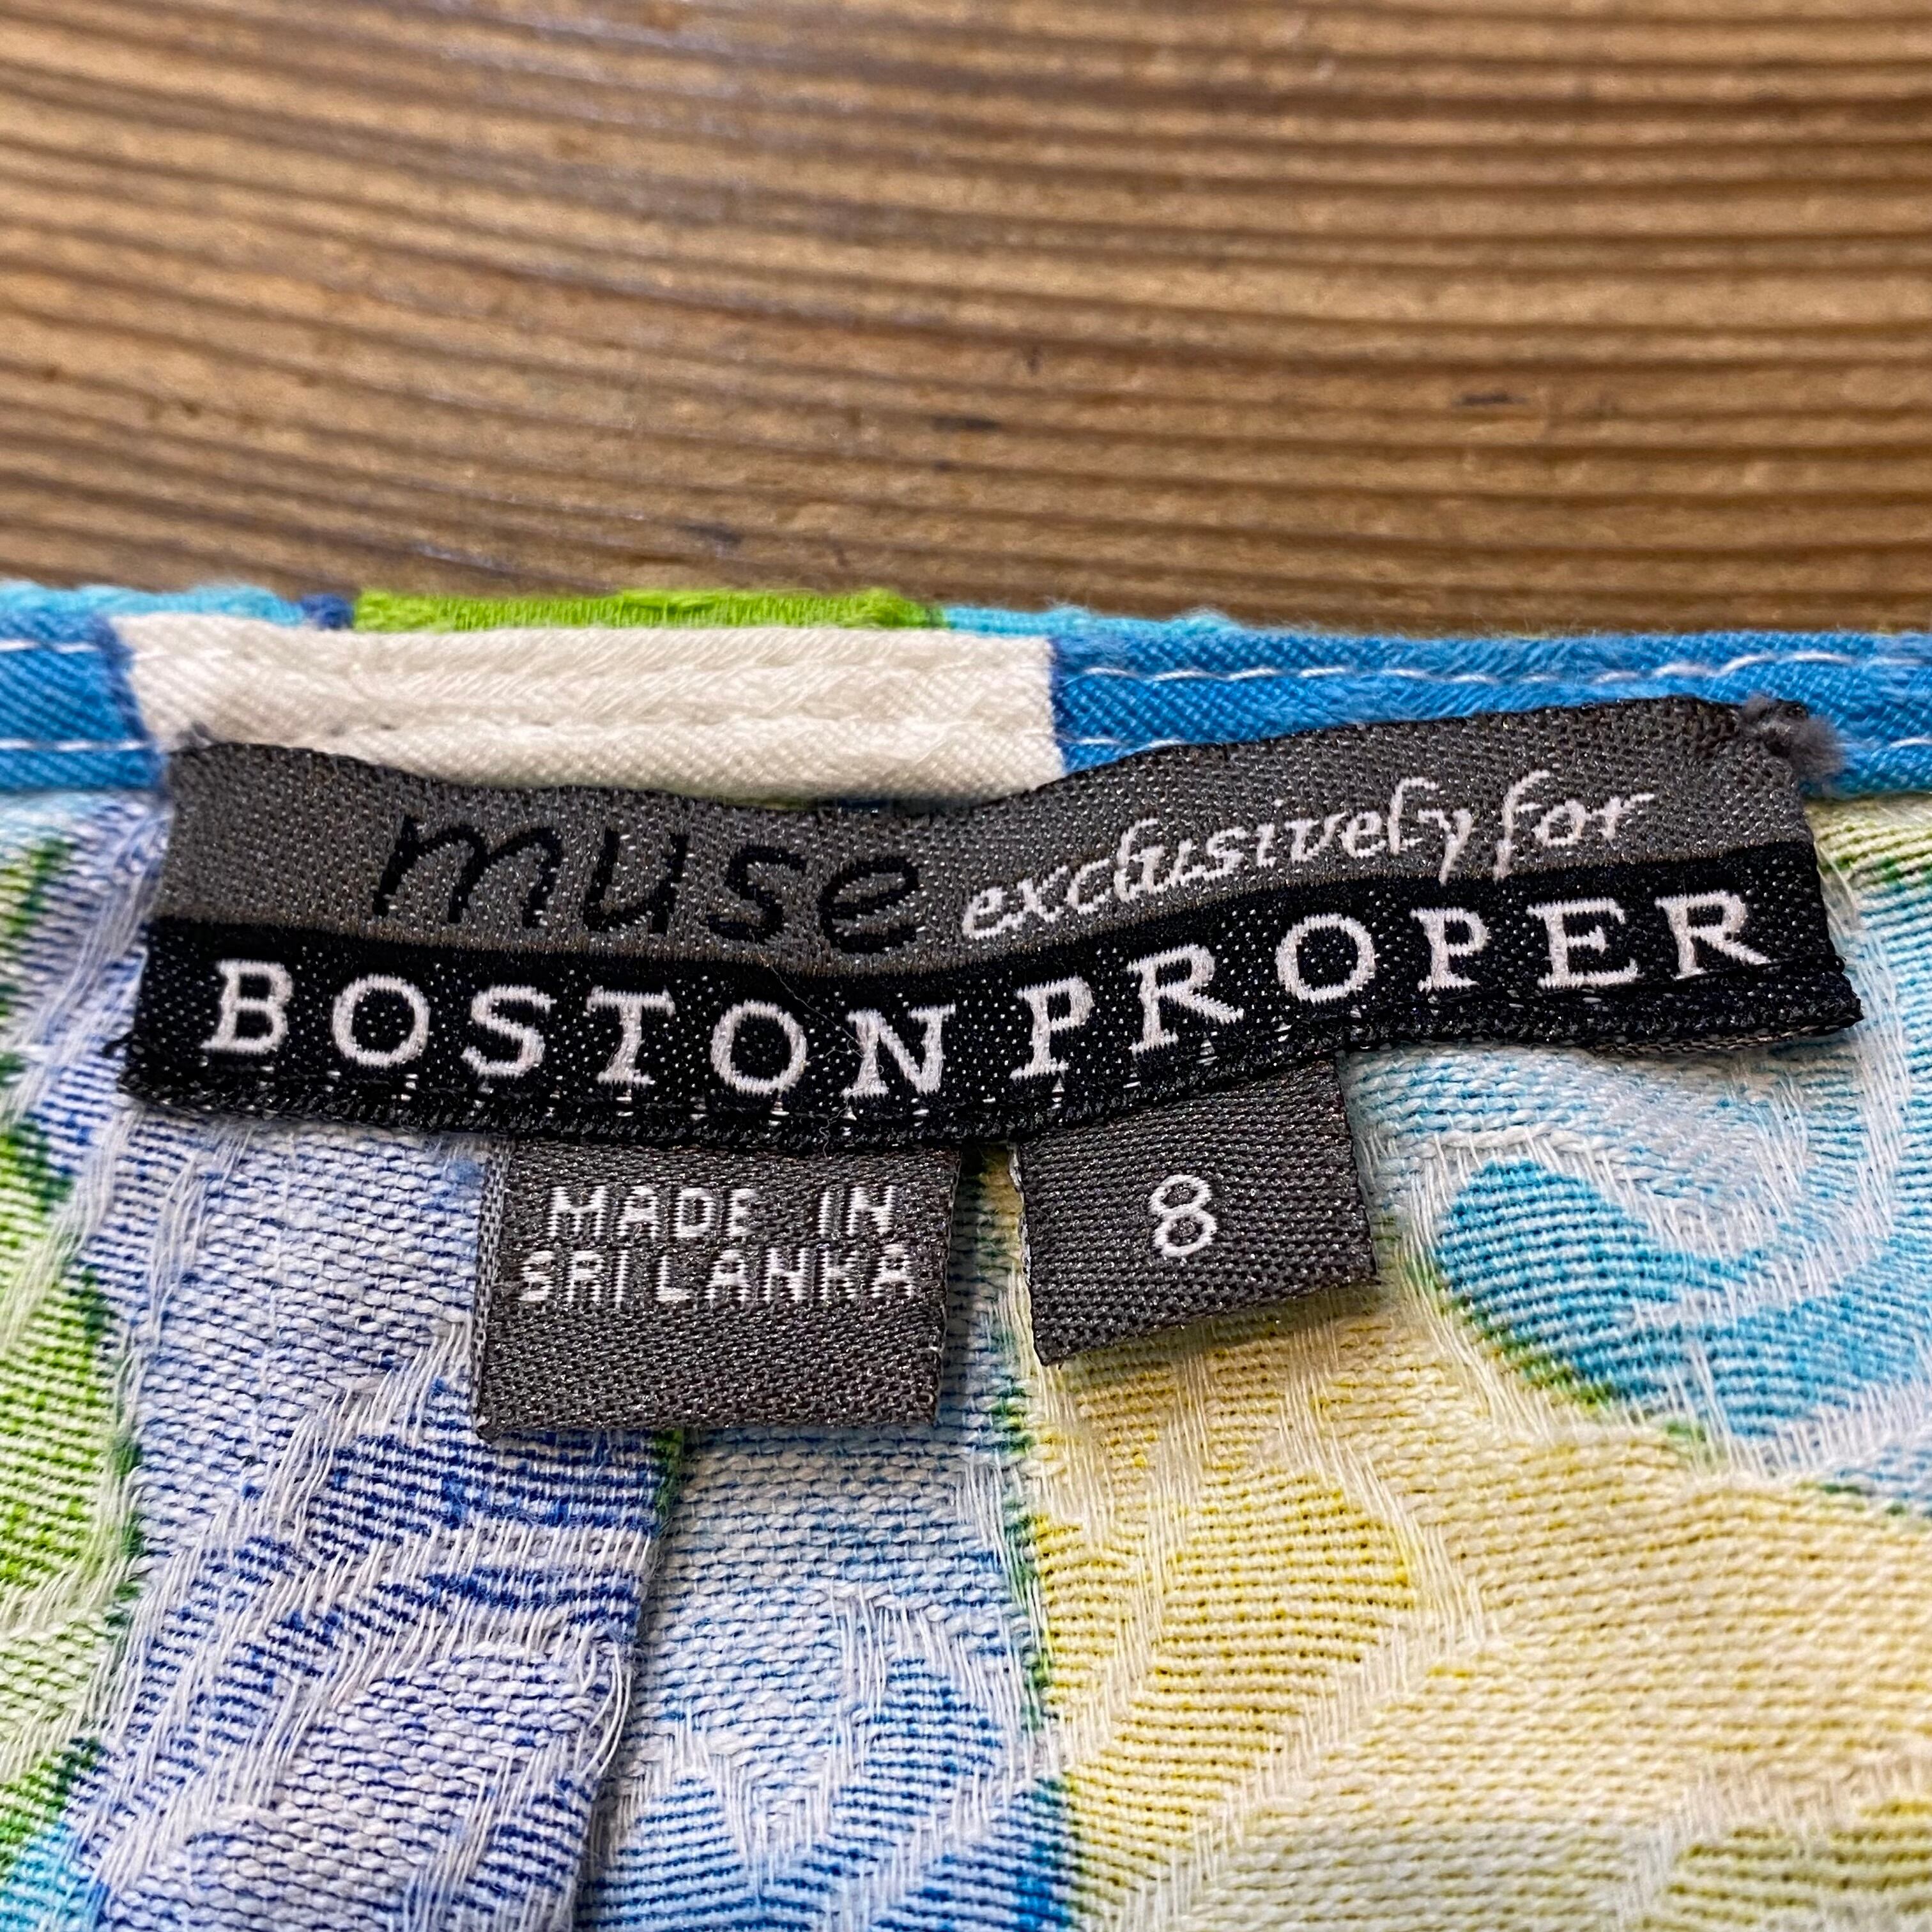 muse exclusively for
BOSTON PROPER
MADE IN
SRI LANKA
8